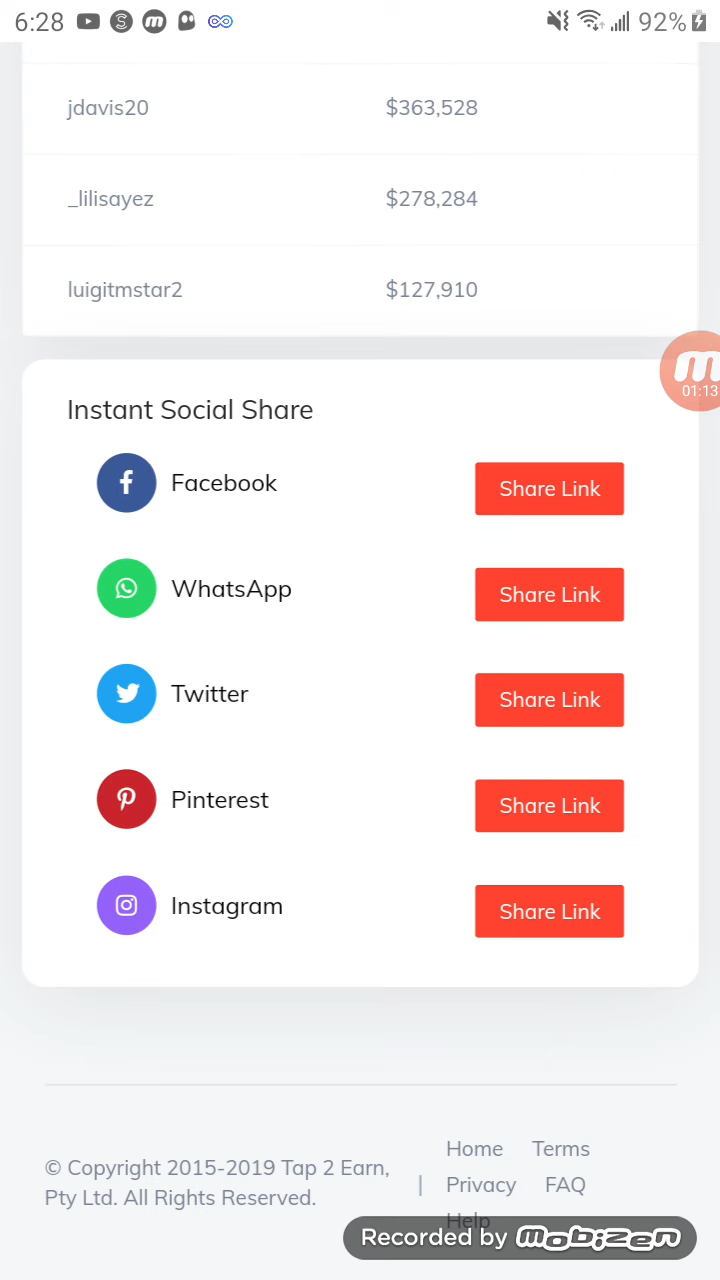 6:28
92%
jdavis20 $363,528
_lilisayez $278,284
luigitmstar2 $127,910
01:13
Instant Social Share
Facebook Share Link
WhatsApp Share Link
Twitter Share Link
Pinterest Share Link
Instagram Share Link
© Copyright 2015-2019 Tap 2 Earn,
Pty Ltd. All Rights Reserved.
|
Home Terms
Privacy FAQ
Help
Recorded by mobizen